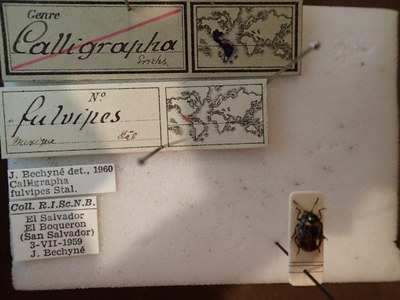 Genre
Calligrapha
Erichs.
N.º
fulvipes
Mexique Stål
J. Bechyné det., 1960
Calligrapha
fulvipes Stal.
Coll. R.I.Sc.N.B.
El Salvador
El Boqueron
(San Salvador)
3-VII-1959
J. Bechyné